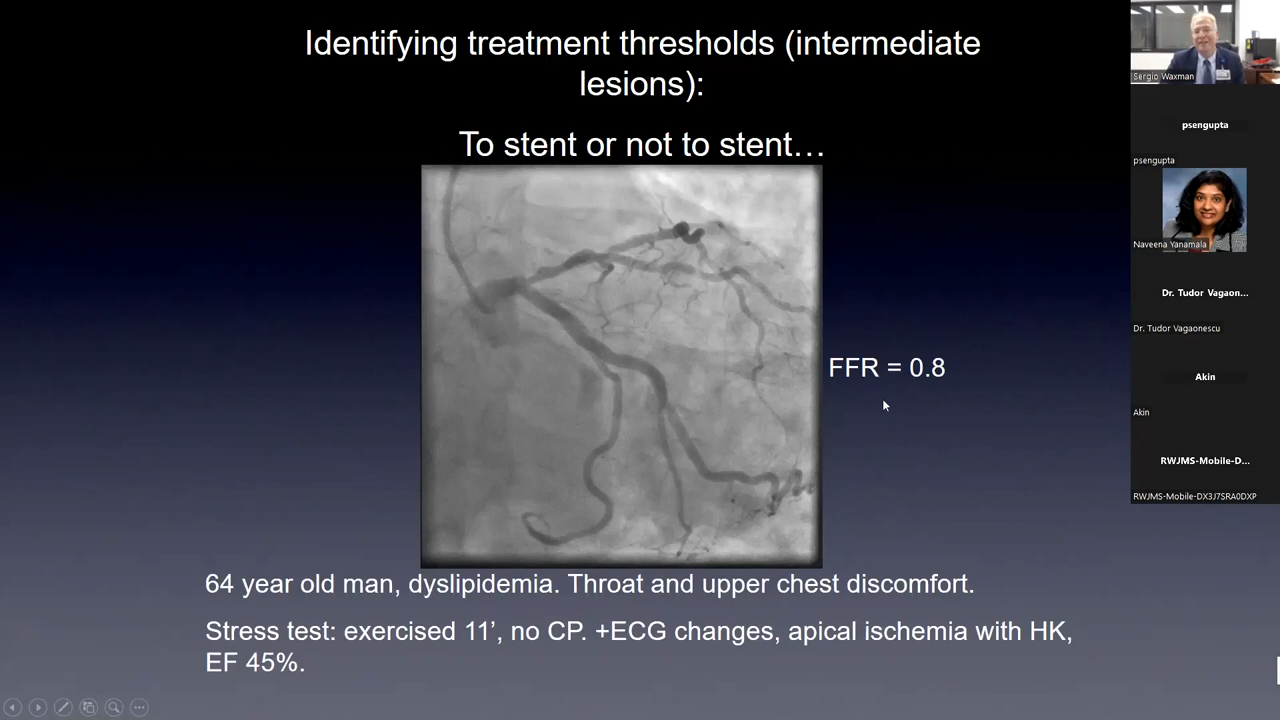 Identifying treatment thresholds (intermediate
lesions):
To stent or not to stent…
FFR = 0.8
64 year old man, dyslipidemia. Throat and upper chest discomfort.
Stress test: exercised 11’, no CP. +ECG changes, apical ischemia with HK,
EF 45%.
Sergio Waxman
psengupta
psengupta
Naveena Yanamala
Dr. Tudor Vagaon...
Dr. Tudor Vagaonescu
Akin
Akin
RWJMS-Mobile-D...
RWJMS-Mobile-DX3J7SRA0DXP